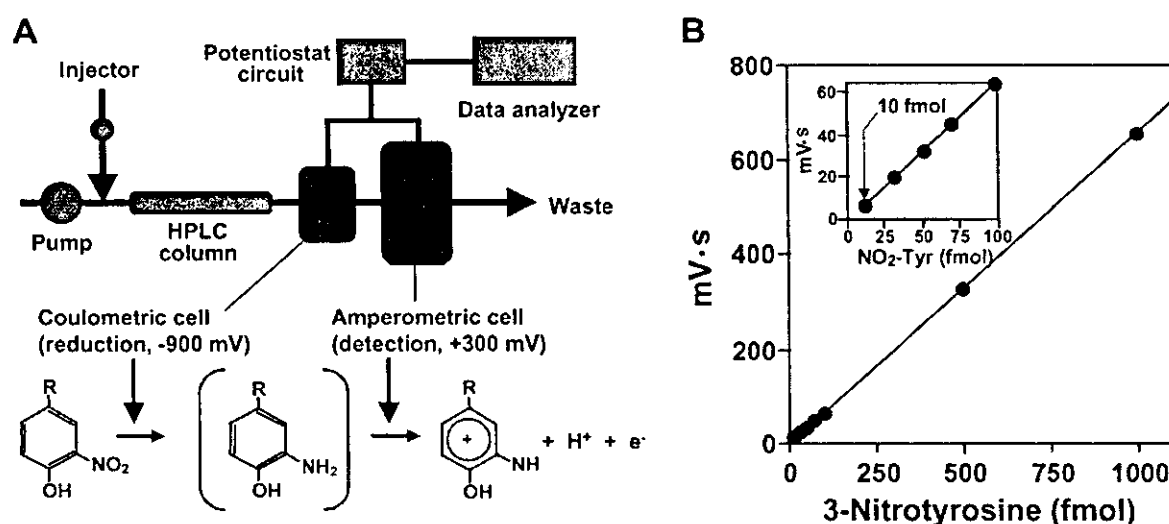 A
Injector
Potentiostat
circuit
Data analyzer
Pump
HPLC
column
Waste
Coulometric cell
(reduction, -900 mV)
Amperometric cell
(detection, +300 mV)
R
NO₂
OH
R
NH₂
OH
R
+
NH
OH
+ H⁺ + e⁻
B
800
600
400
200
0
mV·s
0
250
500
750
1000
3-Nitrotyrosine (fmol)
60
40
20
0
mV·s
10 fmol
0
25
50
75
100
NO₂-Tyr (fmol)